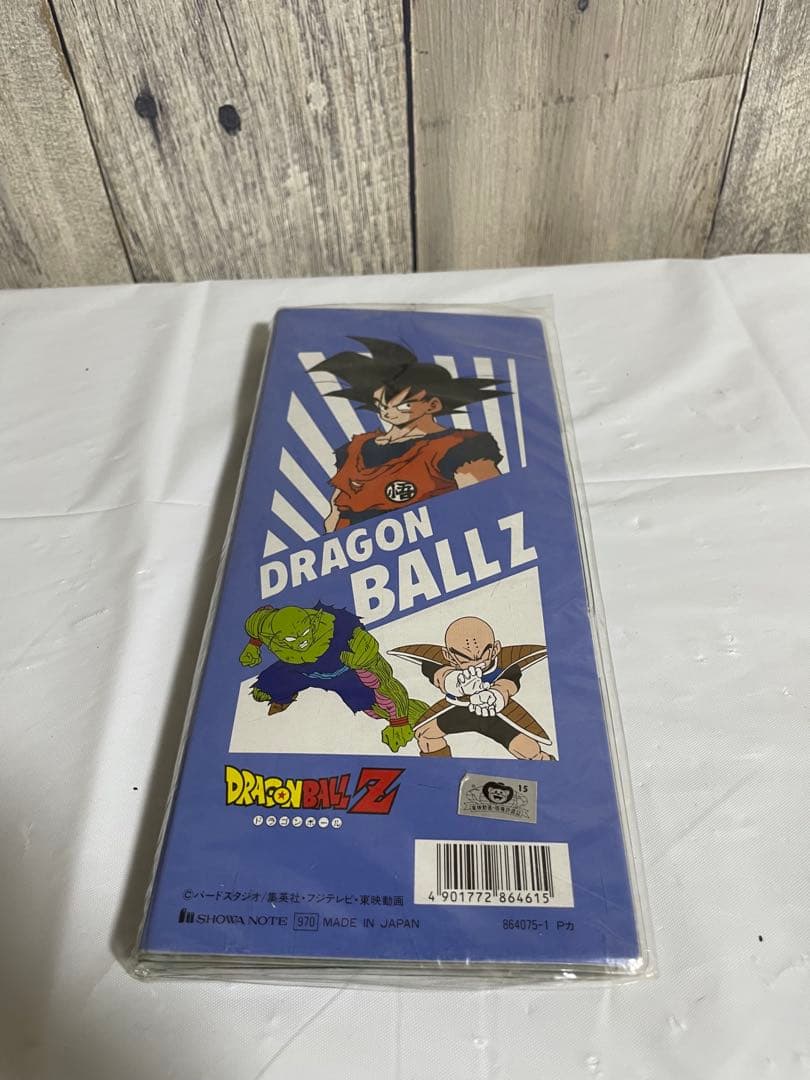 悟
DRAGON
BALL Z
DRAGON BALL Z
ドラゴンボール
15
4 901772 864615
©バードスタジオ/集英社・フジテレビ・東映動画
SHOWA NOTE 970 MADE IN JAPAN
864075-1 Pカ